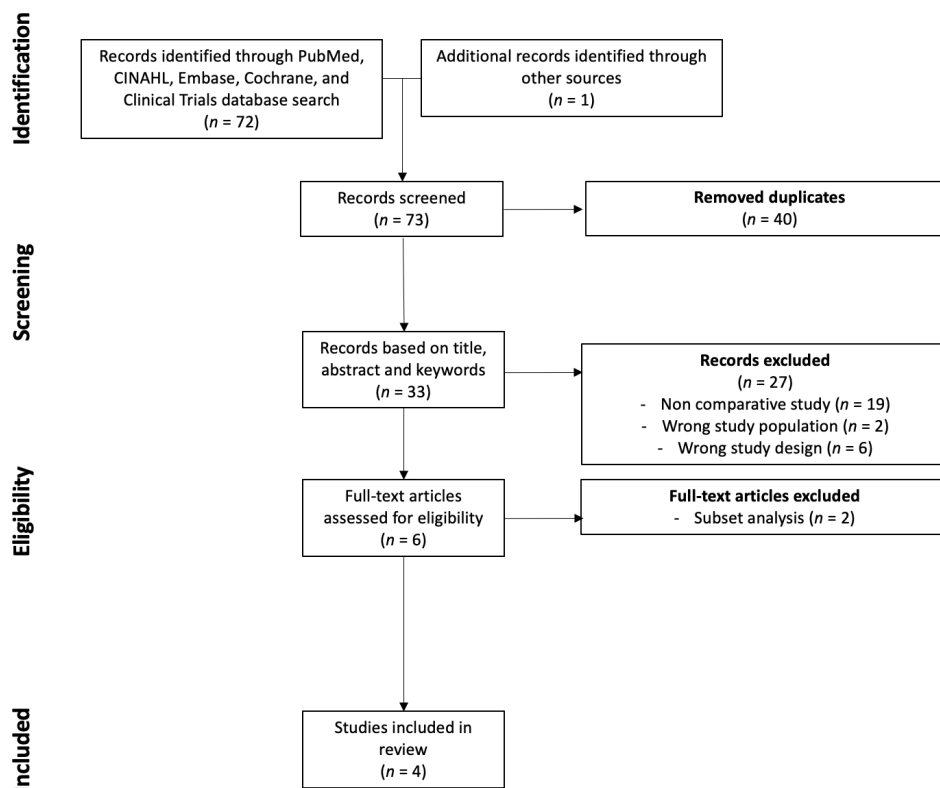 Identification
Records identified through PubMed,
CINAHL, Embase, Cochrane, and
Clinical Trials database search
(n = 72)
Additional records identified through
other sources
(n = 1)
Records screened
(n = 73)
Removed duplicates
(n = 40)
Screening
Records based on title,
abstract and keywords
(n = 33)
Records excluded
(n = 27)
- Non comparative study (n = 19)
- Wrong study population (n = 2)
- Wrong study design (n = 6)
Eligibility
Full-text articles
assessed for eligibility
(n = 6)
Full-text articles excluded
- Subset analysis (n = 2)
ncluded
Studies included in
review
(n = 4)